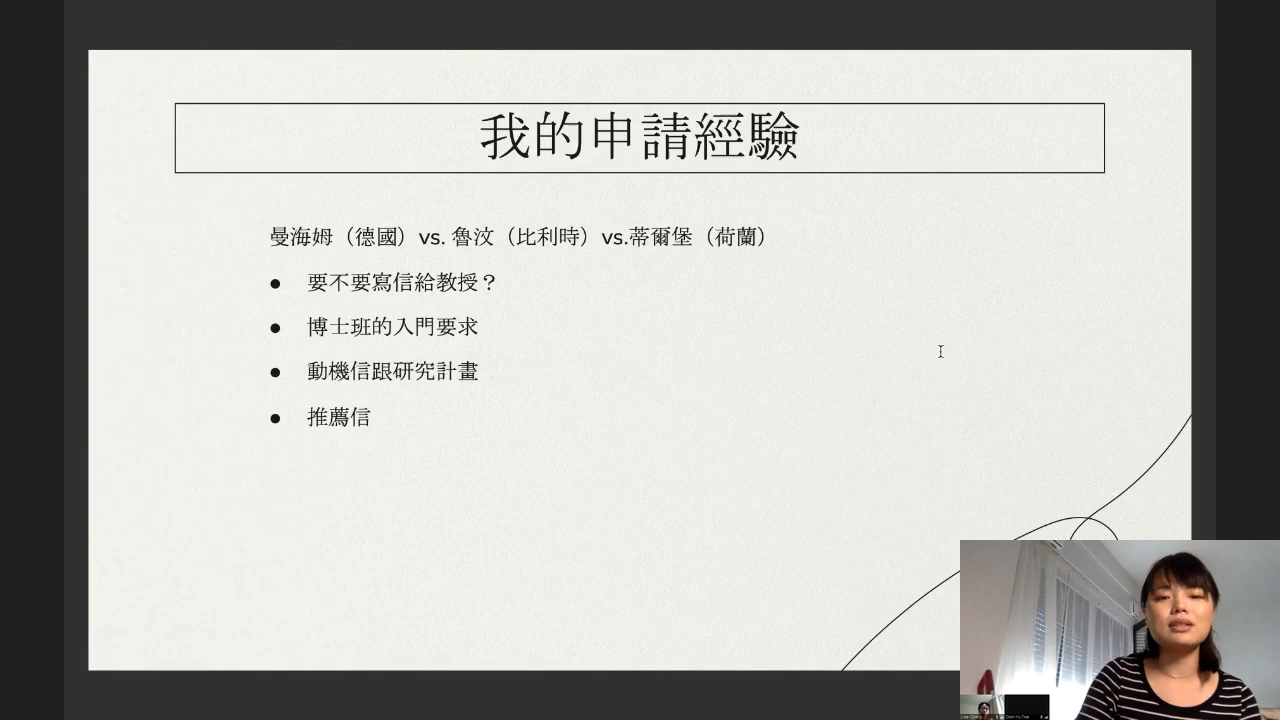 我的申請經驗
曼海姆（德國）vs. 魯汶（比利時）vs.蒂爾堡（荷蘭）
● 要不要寫信給教授？
● 博士班的入門要求
● 動機信跟研究計畫
● 推薦信